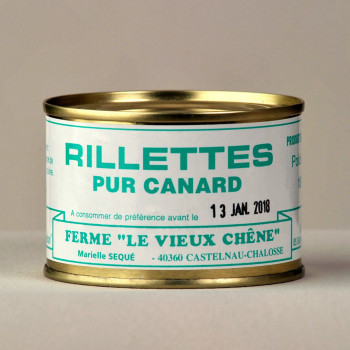 RILLETTES
PUR CANARD
A consommer de préférence avant le 13 JAN. 2018
FERME "LE VIEUX CHÊNE"
Marielle SEQUÉ - 40360 CASTELNAU-CHALOSSE